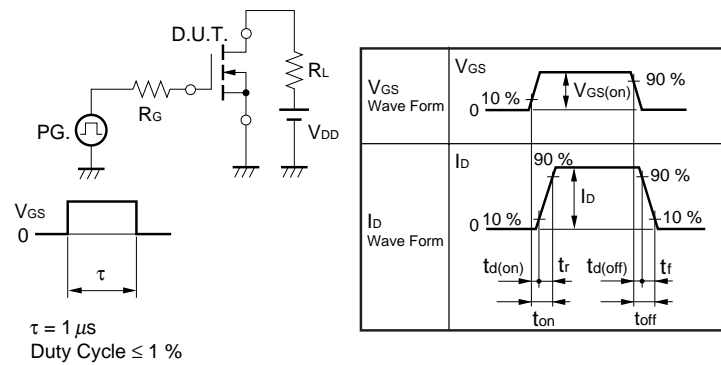 D.U.T.
RL
RG
PG.
VDD
VGS
0
τ
τ = 1 μs
Duty Cycle ≤ 1 %
VGS
Wave Form
VGS
90 %
VGS(on)
10 %
0
ID
Wave Form
ID
90 %
90 %
ID
0 10 %
10 %
td(on) tr td(off) tf
ton toff